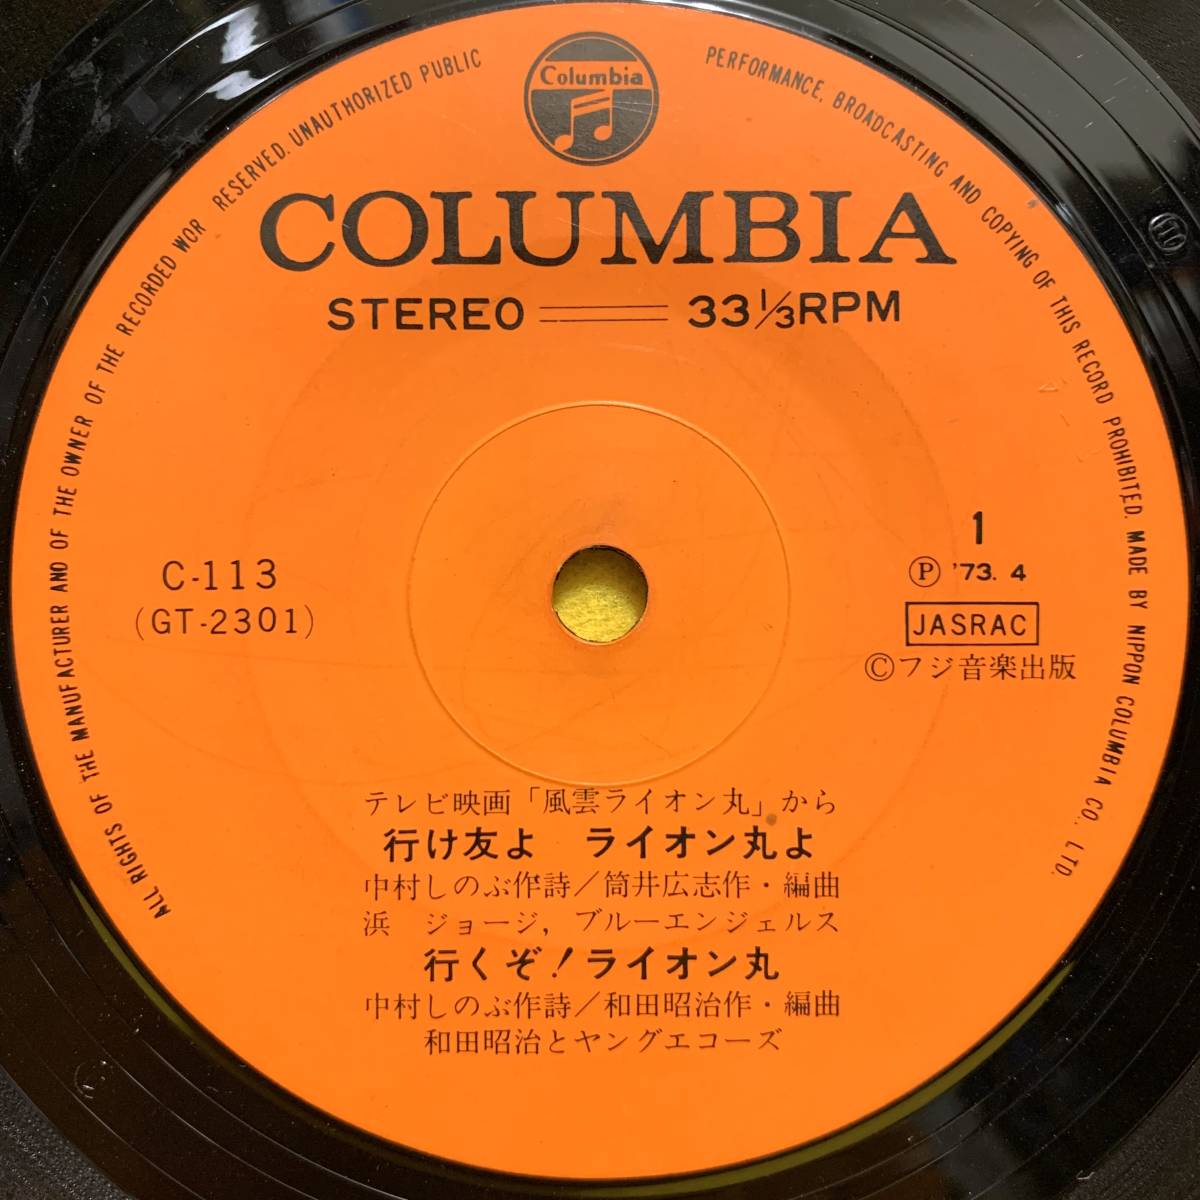 Columbia
COLUMBIA
STEREO 33 1/3 RPM
ALL RIGHTS OF THE MANUFACTURER AND OF THE OWNER OF THE RECORDED WOR RESERVED. UNAUTHORIZED PUBLIC PERFORMANCE, BROADCASTING AND COPYING OF THIS RECORD PROHIBITED. MADE BY NIPPON COLUMBIA CO., LTD.
C-113
(GT-2301)
1
Ⓟ '73. 4
JASRAC
©フジ音楽出版
テレビ映画「風雲ライオン丸」から
行け友よ ライオン丸よ
中村しのぶ作詩/筒井広志作・編曲
浜 ジョージ, ブルーエンジェルス
行くぞ!ライオン丸
中村しのぶ作詩/和田昭治作・編曲
和田昭治とヤングエコーズ